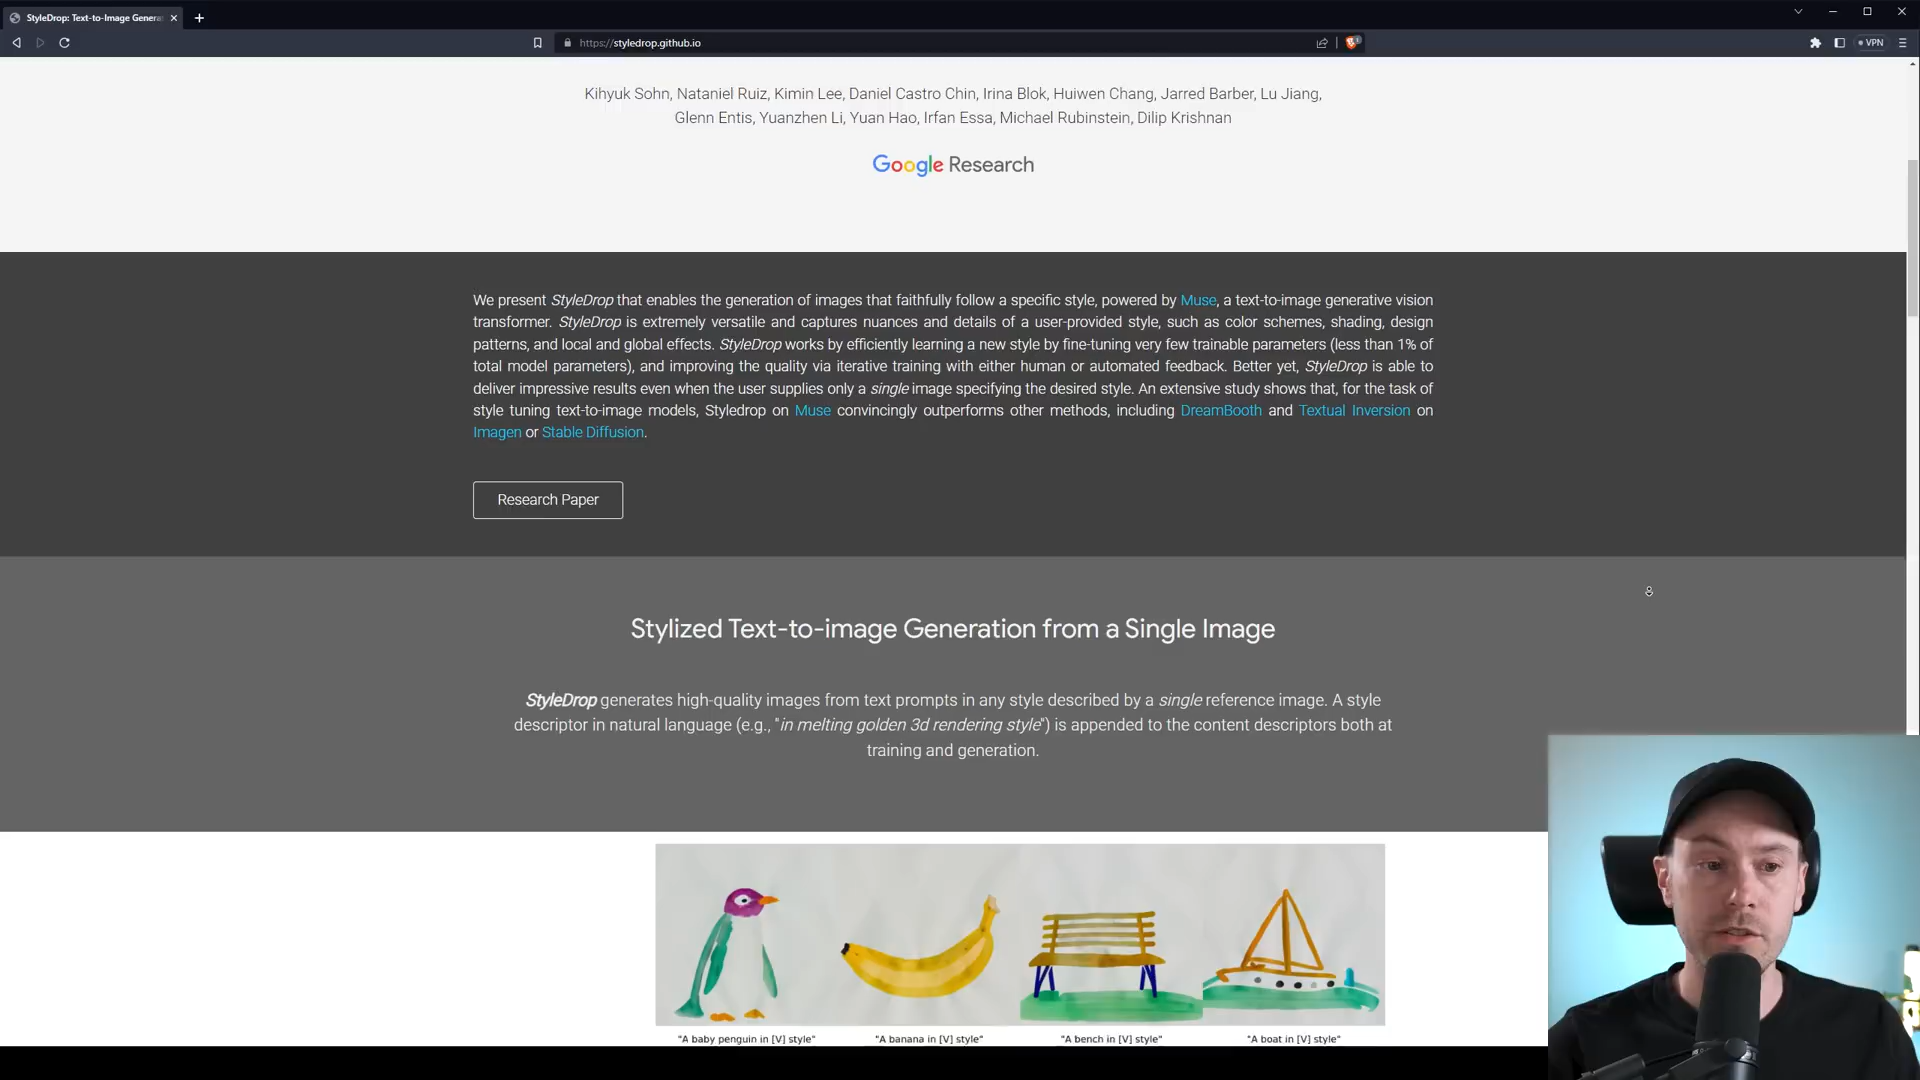 StyleDrop: Text-to-Image Genera
https://styledrop.github.io
VPN
Kihyuk Sohn, Nataniel Ruiz, Kimin Lee, Daniel Castro Chin, Irina Blok, Huiwen Chang, Jarred Barber, Lu Jiang,
Glenn Entis, Yuanzhen Li, Yuan Hao, Irfan Essa, Michael Rubinstein, Dilip Krishnan
Google Research
We present StyleDrop that enables the generation of images that faithfully follow a specific style, powered by Muse, a text-to-image generative vision
transformer. StyleDrop is extremely versatile and captures nuances and details of a user-provided style, such as color schemes, shading, design
patterns, and local and global effects. StyleDrop works by efficiently learning a new style by fine-tuning very few trainable parameters (less than 1% of
total model parameters), and improving the quality via iterative training with either human or automated feedback. Better yet, StyleDrop is able to
deliver impressive results even when the user supplies only a single image specifying the desired style. An extensive study shows that, for the task of
style tuning text-to-image models, Styledrop on Muse convincingly outperforms other methods, including DreamBooth and Textual Inversion on
Imagen or Stable Diffusion.
Research Paper
Stylized Text-to-image Generation from a Single Image
StyleDrop generates high-quality images from text prompts in any style described by a single reference image. A style
descriptor in natural language (e.g., "in melting golden 3d rendering style") is appended to the content descriptors both at
training and generation.
"A baby penguin in [V] style" "A banana in [V] style" "A bench in [V] style" "A boat in [V] style"